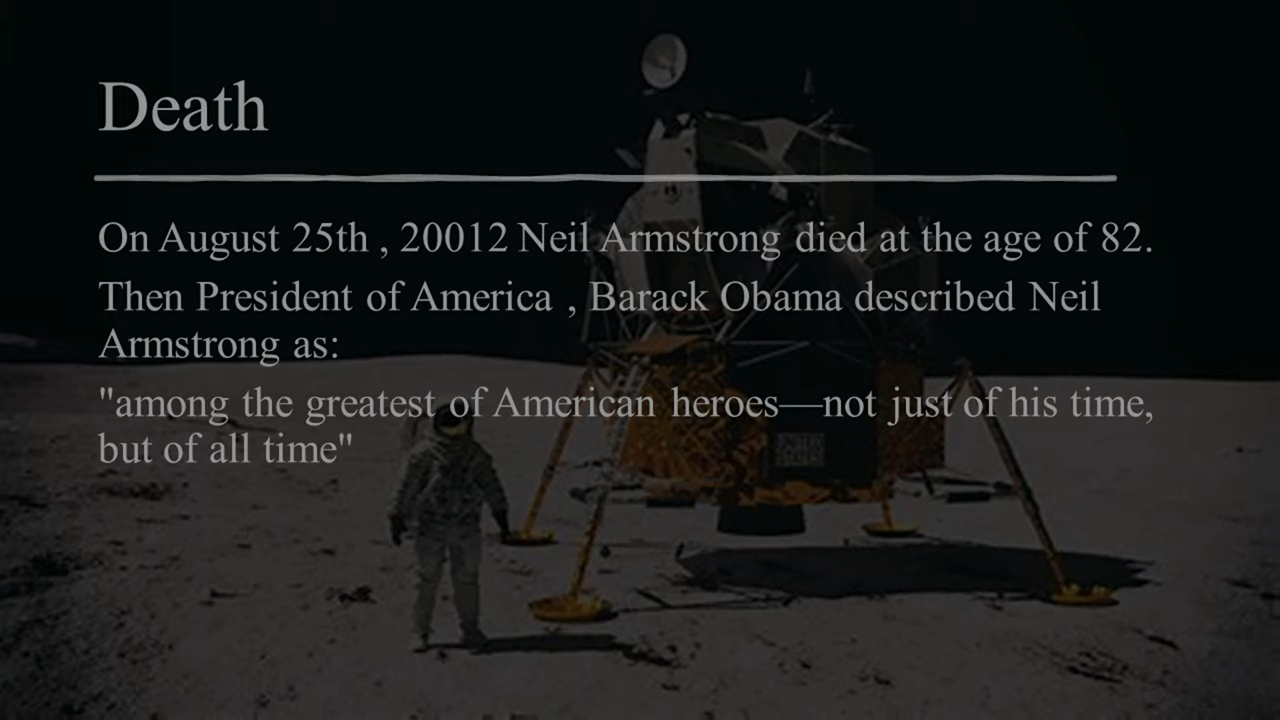 Death
On August 25th , 20012 Neil Armstrong died at the age of 82.
Then President of America , Barack Obama described Neil
Armstrong as:
"among the greatest of American heroes—not just of his time,
but of all time"